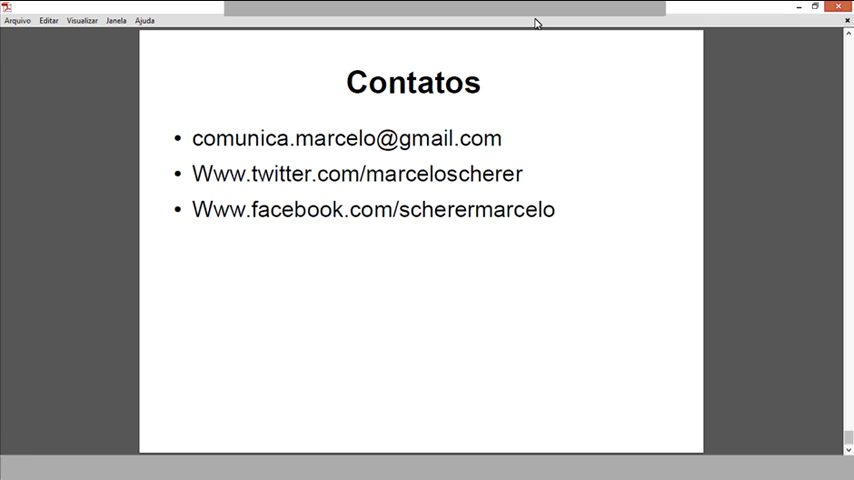 Arquivo Editar Visualizar Janela Ajuda
Contatos
• comunica.marcelo@gmail.com
• Www.twitter.com/marceloscherer
• Www.facebook.com/scherermarcelo